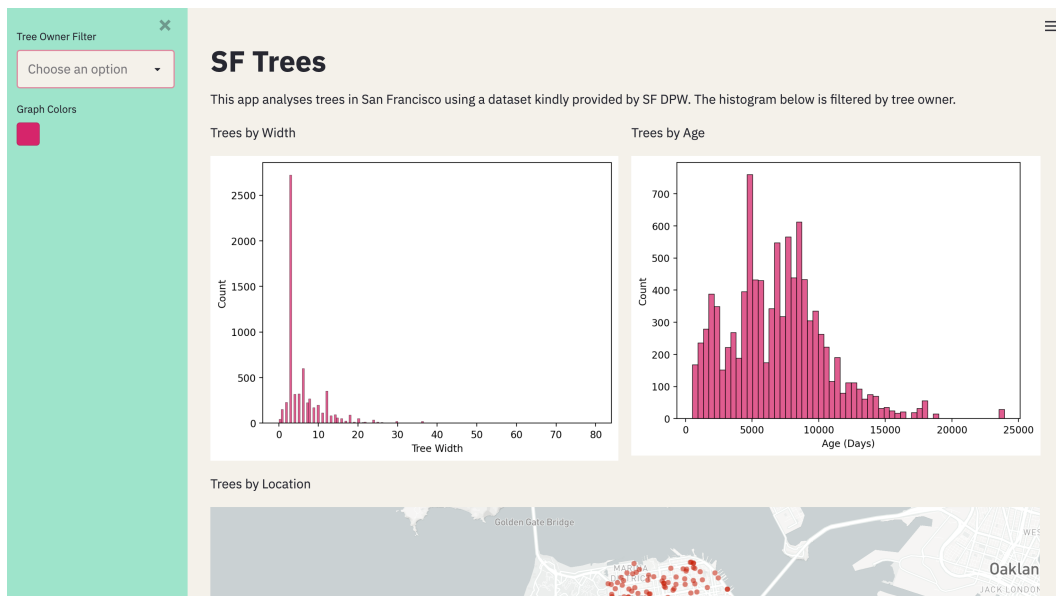 Tree Owner Filter
Choose an option
Graph Colors
SF Trees
This app analyses trees in San Francisco using a dataset kindly provided by SF DPW. The histogram below is filtered by tree owner.
Trees by Width
2500
2000
1500
1000
500
0
Count
0 10 20 30 40 50 60 70 80
Tree Width
Trees by Age
700
600
500
400
300
200
100
0
Count
0 5000 10000 15000 20000 25000
Age (Days)
Trees by Location
Golden Gate Bridge
WES
Oaklan
JACK LONDON